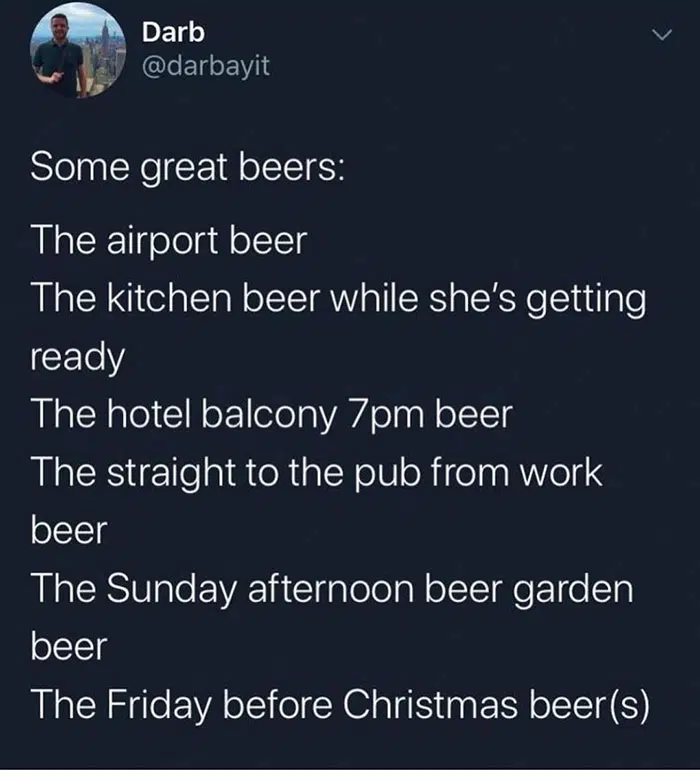 Darb
@darbayit
Some great beers:
The airport beer
The kitchen beer while she's getting
ready
The hotel balcony 7pm beer
The straight to the pub from work
beer
The Sunday afternoon beer garden
beer
The Friday before Christmas beer(s)